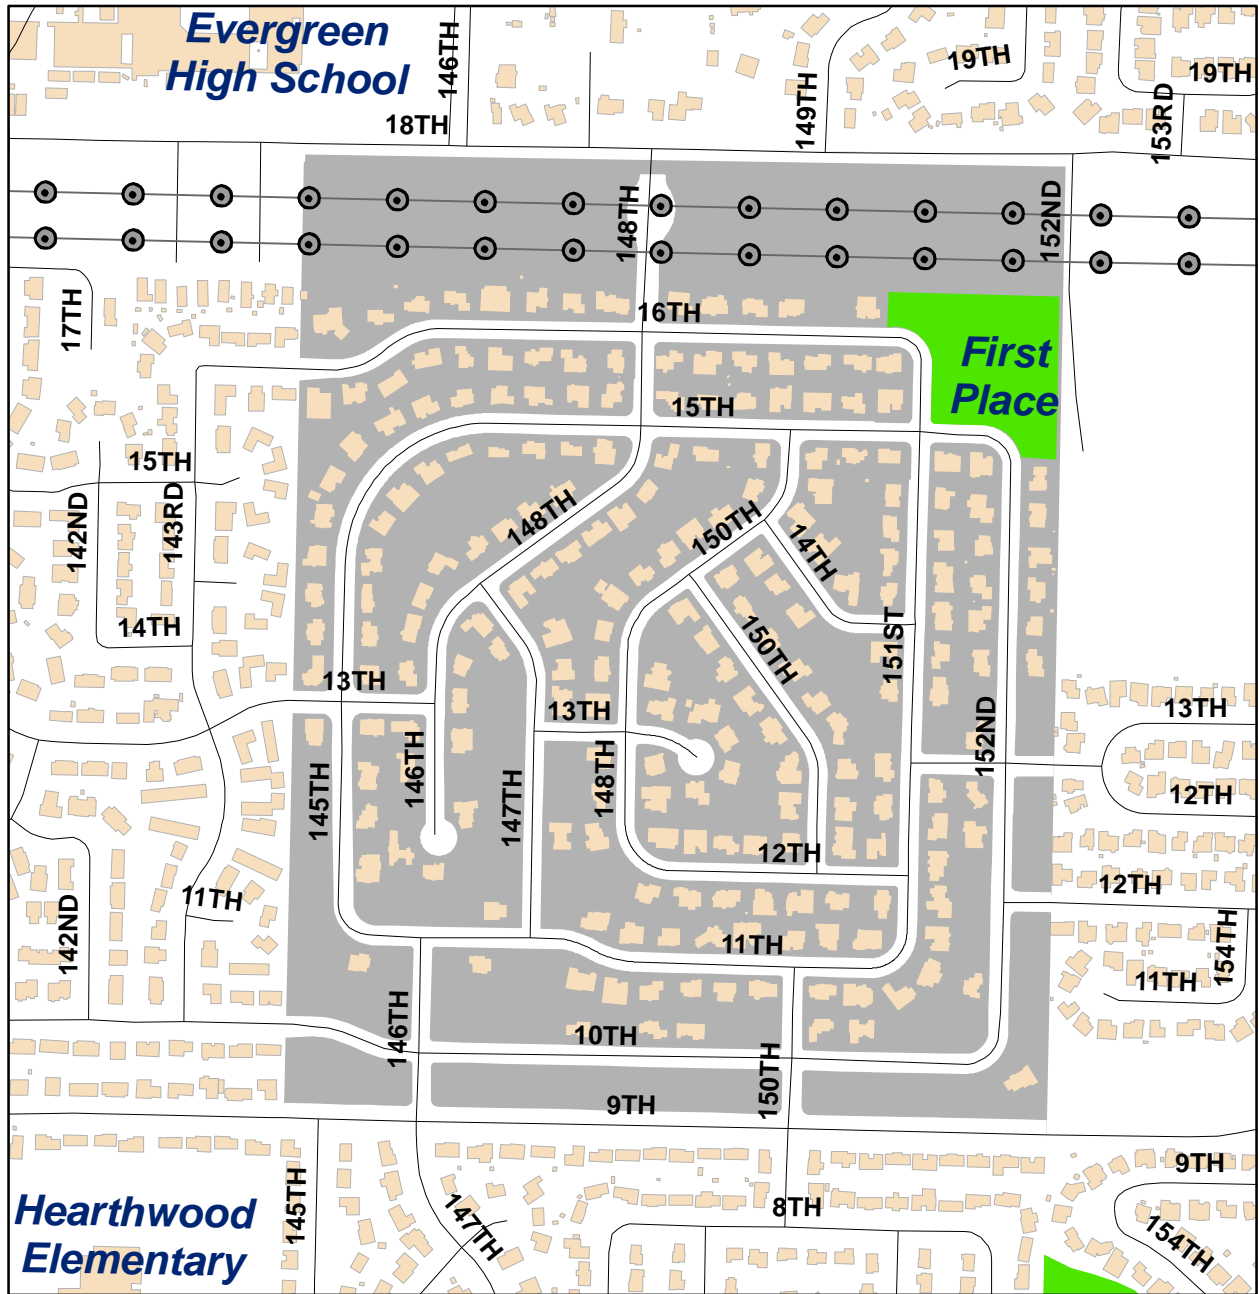 Evergreen
High School
146TH
18TH
149TH
19TH
19TH
153RD
148TH
152ND
17TH
16TH
First
Place
15TH
15TH
142ND
143RD
148TH
150TH
14TH
14TH
151ST
150TH
13TH
13TH
13TH
152ND
146TH
145TH
147TH
148TH
12TH
12TH
12TH
11TH
142ND
11TH
154TH
11TH
146TH
10TH
150TH
9TH
9TH
Hearthwood
Elementary
145TH
147TH
8TH
154TH